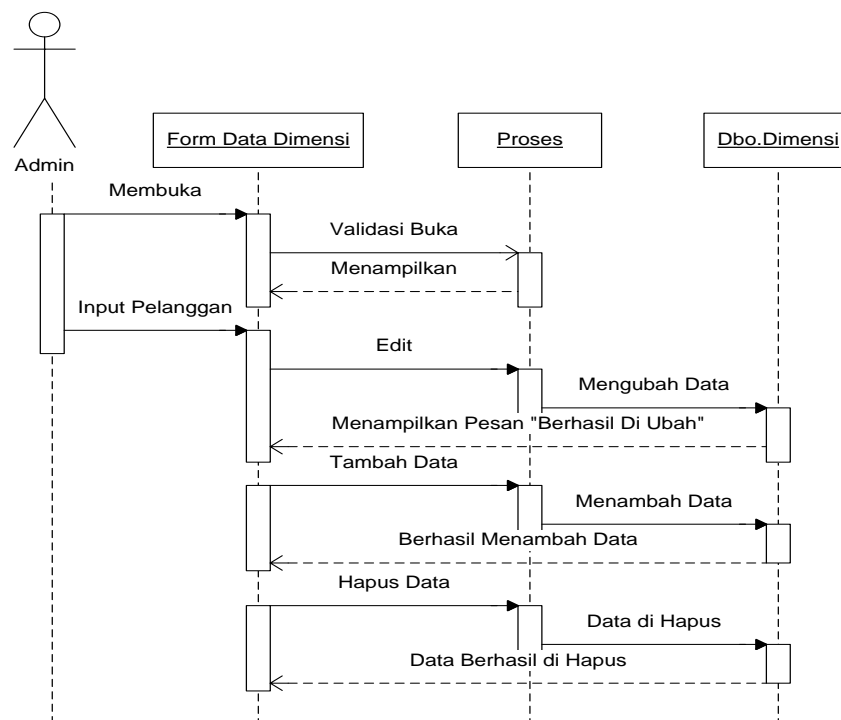 Form Data Dimensi
Proses
Dbo.Dimensi
Admin
Membuka
Validasi Buka
Menampilkan
Input Pelanggan
Edit
Mengubah Data
Menampilkan Pesan "Berhasil Di Ubah"
Tambah Data
Menambah Data
Berhasil Menambah Data
Hapus Data
Data di Hapus
Data Berhasil di Hapus